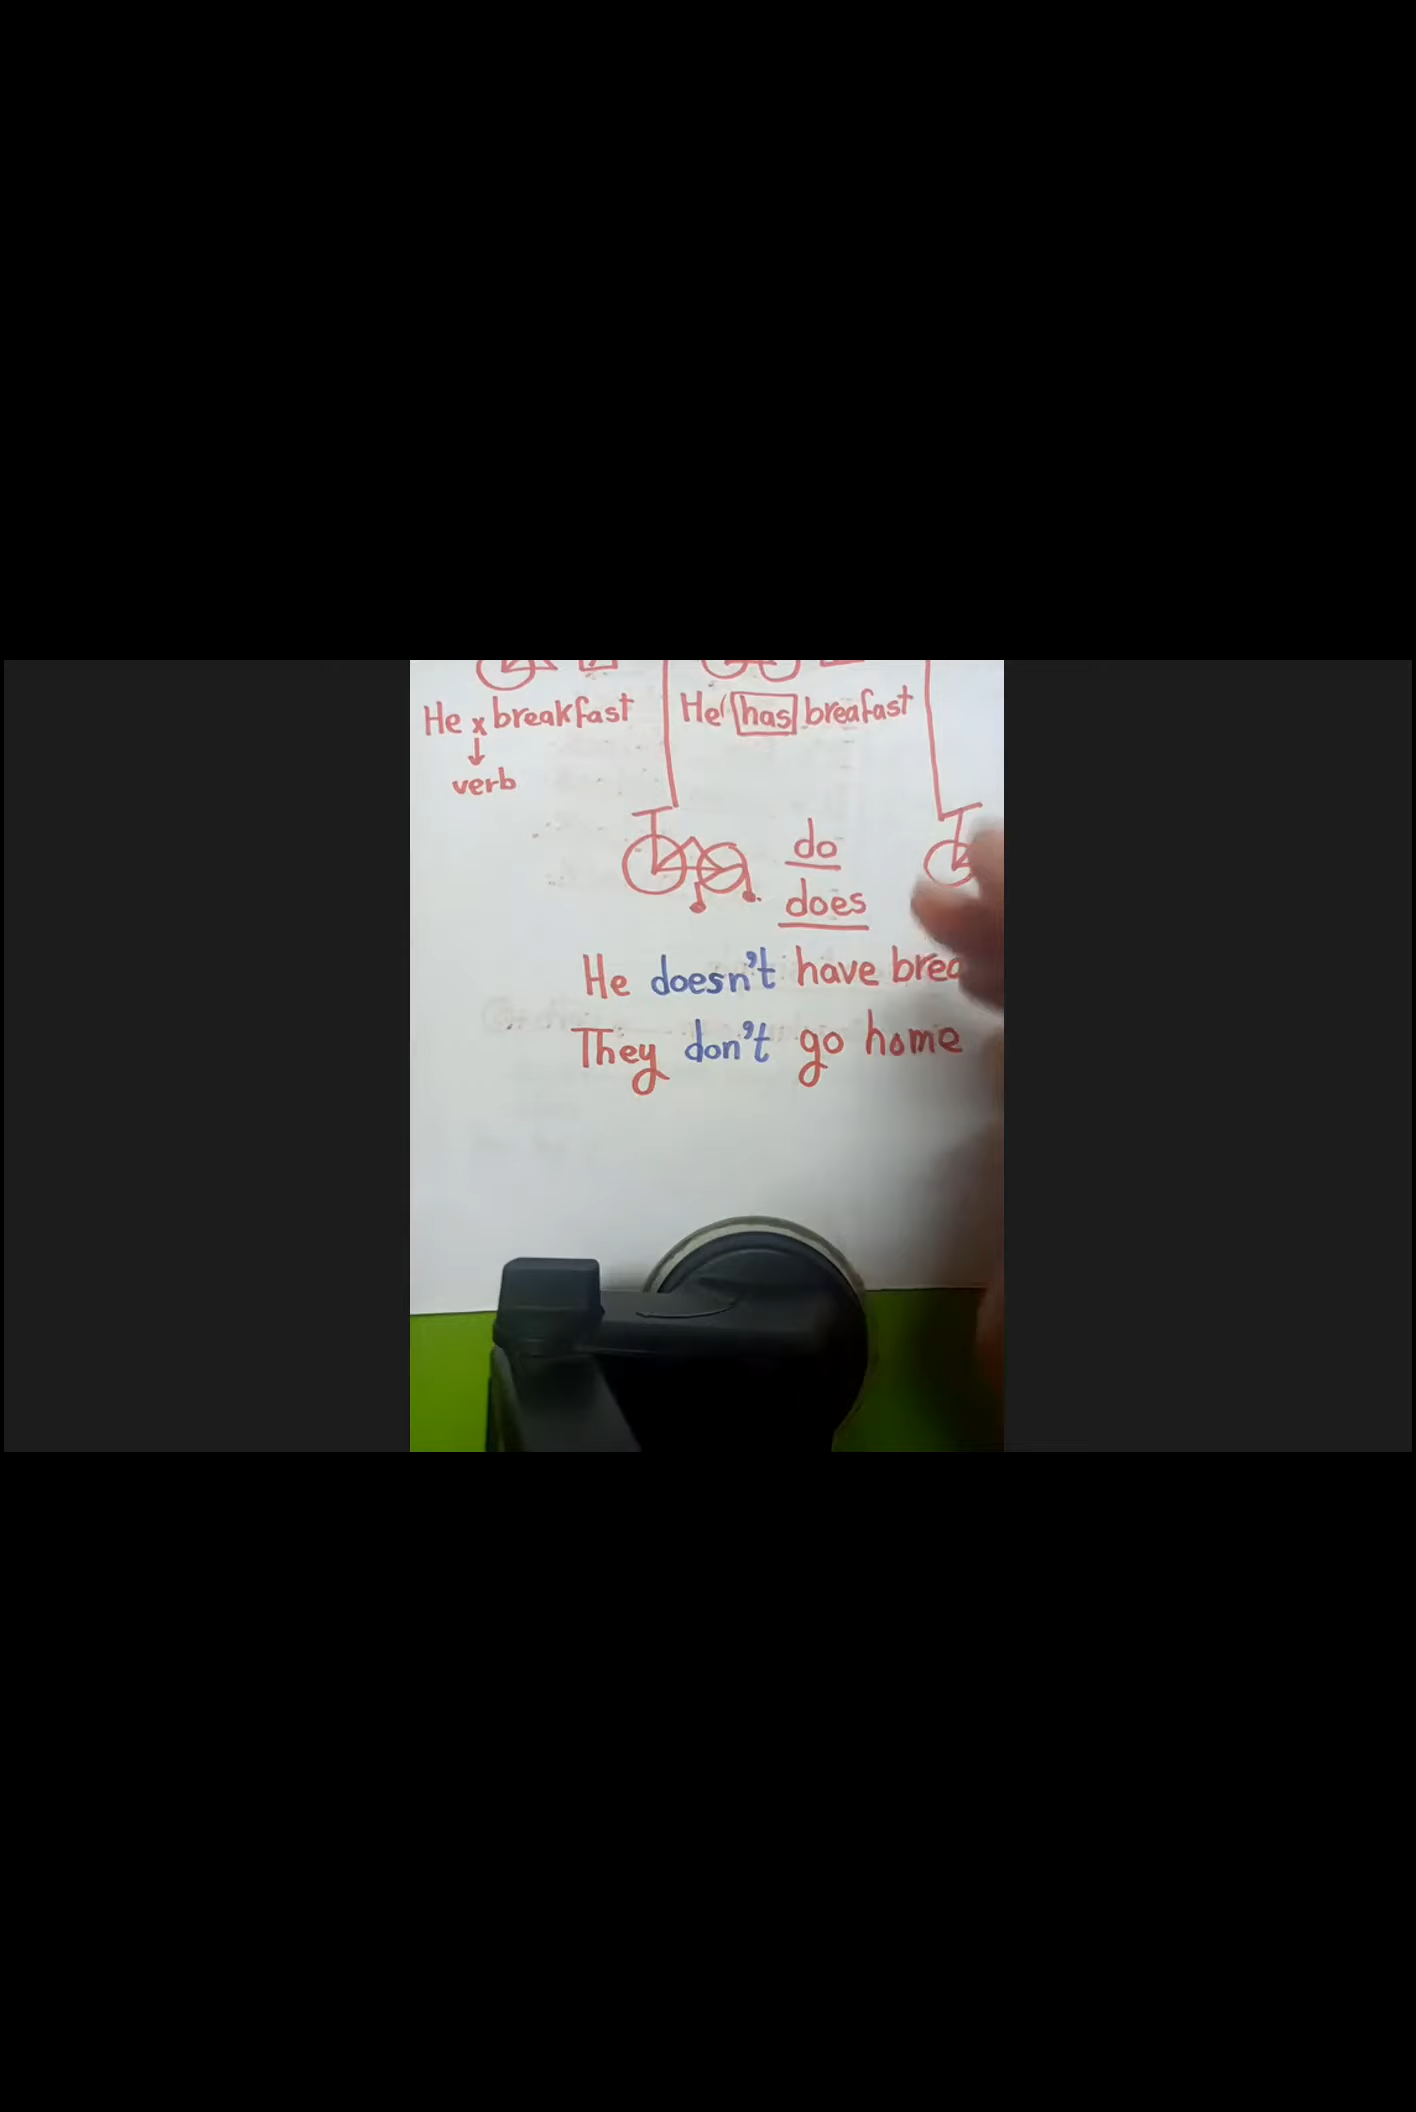 He x breakfast
verb
He has breafast
do
does
He doesn't have brea
They don't go home